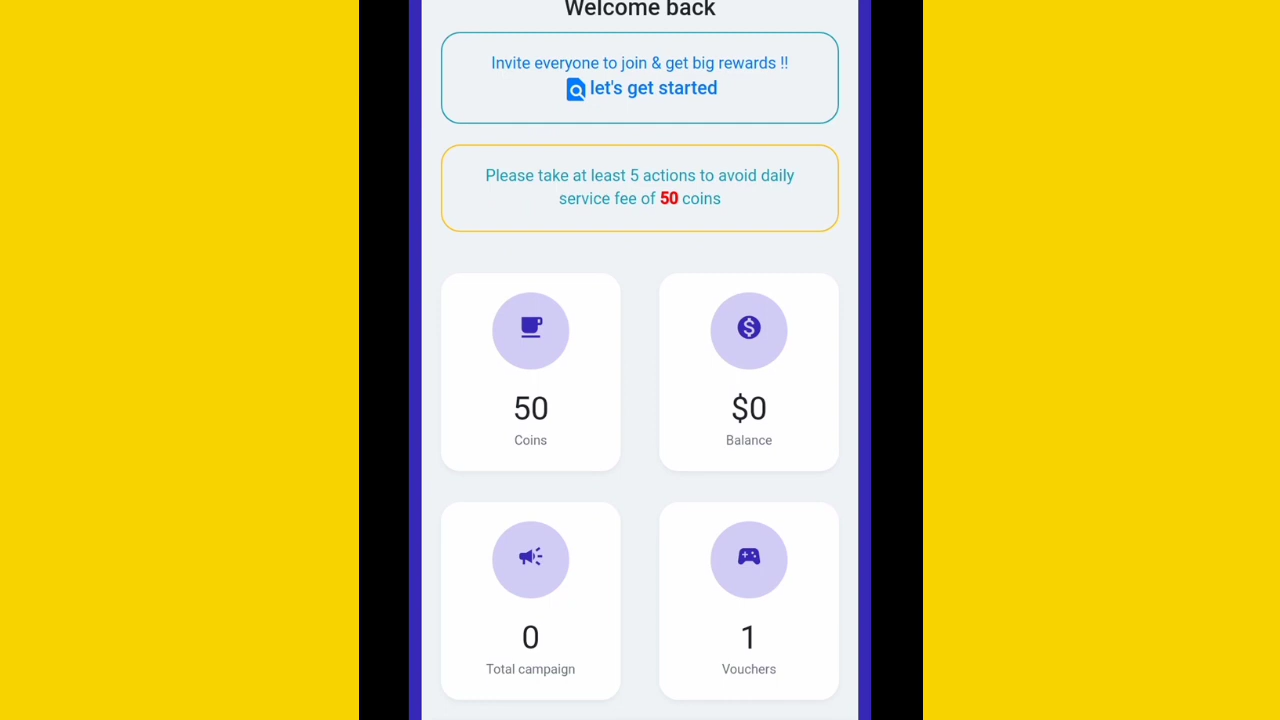 Welcome back
Invite everyone to join & get big rewards !!
let's get started
Please take at least 5 actions to avoid daily
service fee of 50 coins
50
Coins
$0
Balance
0
Total campaign
1
Vouchers